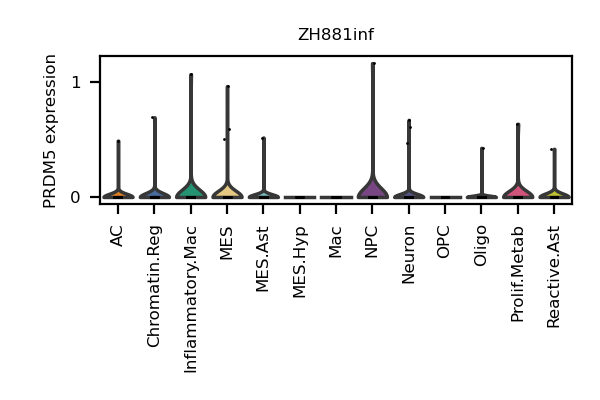 ZH881inf
PRDM5 expression
1
0
AC
Chromatin.Reg
Inflammatory.Mac
MES
MES.Ast
MES.Hyp
Mac
NPC
Neuron
OPC
Oligo
Prolif.Metab
Reactive.Ast